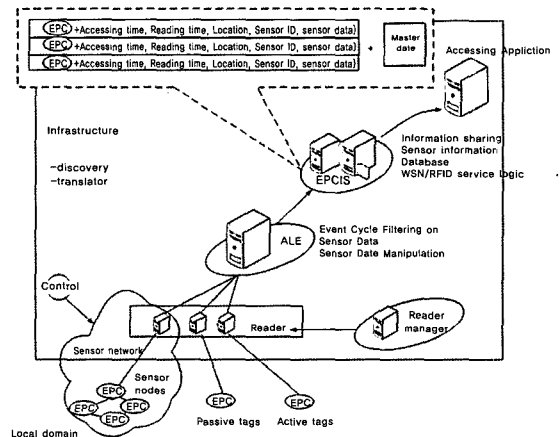 EPC +Accessing time, Reading time, Location, Sensor ID, sensor data)
EPC +Accessing time, Reading time, Location, Sensor ID, sensor data)
EPC +Accessing time, Reading time, Location, Sensor ID, sensor data)
+
Master
date
Accessing Appliction
Infrastructure
-discovery
-translator
EPCIS
Information sharing
Sensor information
Database
WSN/RFID service logic
ALE
Event Cycle Filtering on
Sensor Data
Sensor Date Manipulation
Control
Reader
Reader
manager
Sensor network
Sensor
nodes
EPC
EPC
EPC
EPC
EPC
EPC
Passive tags
Active tags
Local domain